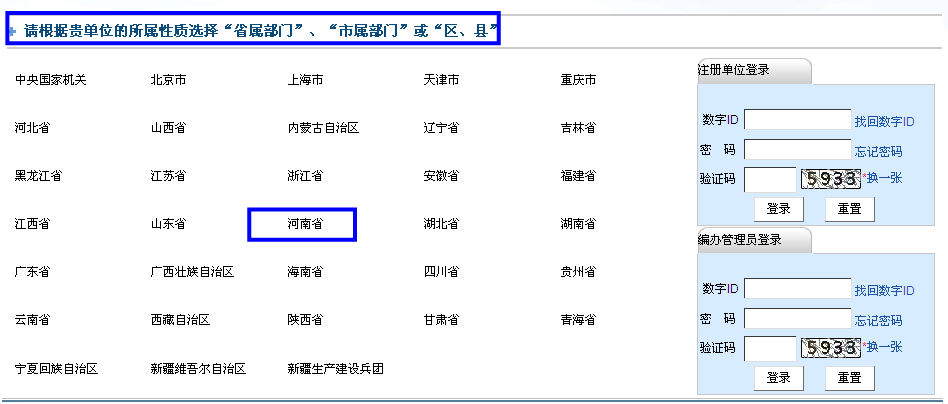 请根据贵单位的所属性质选择“省属部门”、“市属部门”或“区、县”
中央国家机关 北京市 上海市 天津市 重庆市
河北省 山西省 内蒙古自治区 辽宁省 吉林省
黑龙江省 江苏省 浙江省 安徽省 福建省
江西省 山东省 河南省 湖北省 湖南省
广东省 广西壮族自治区 海南省 四川省 贵州省
云南省 西藏自治区 陕西省 甘肃省 青海省
宁夏回族自治区 新疆维吾尔自治区 新疆生产建设兵团
注册单位登录
数字ID 找回数字ID
密 码 忘记密码
验证码 5933 *换一张
登录 重置
编办管理员登录
数字ID 找回数字ID
密 码 忘记密码
验证码 5933 *换一张
登录 重置